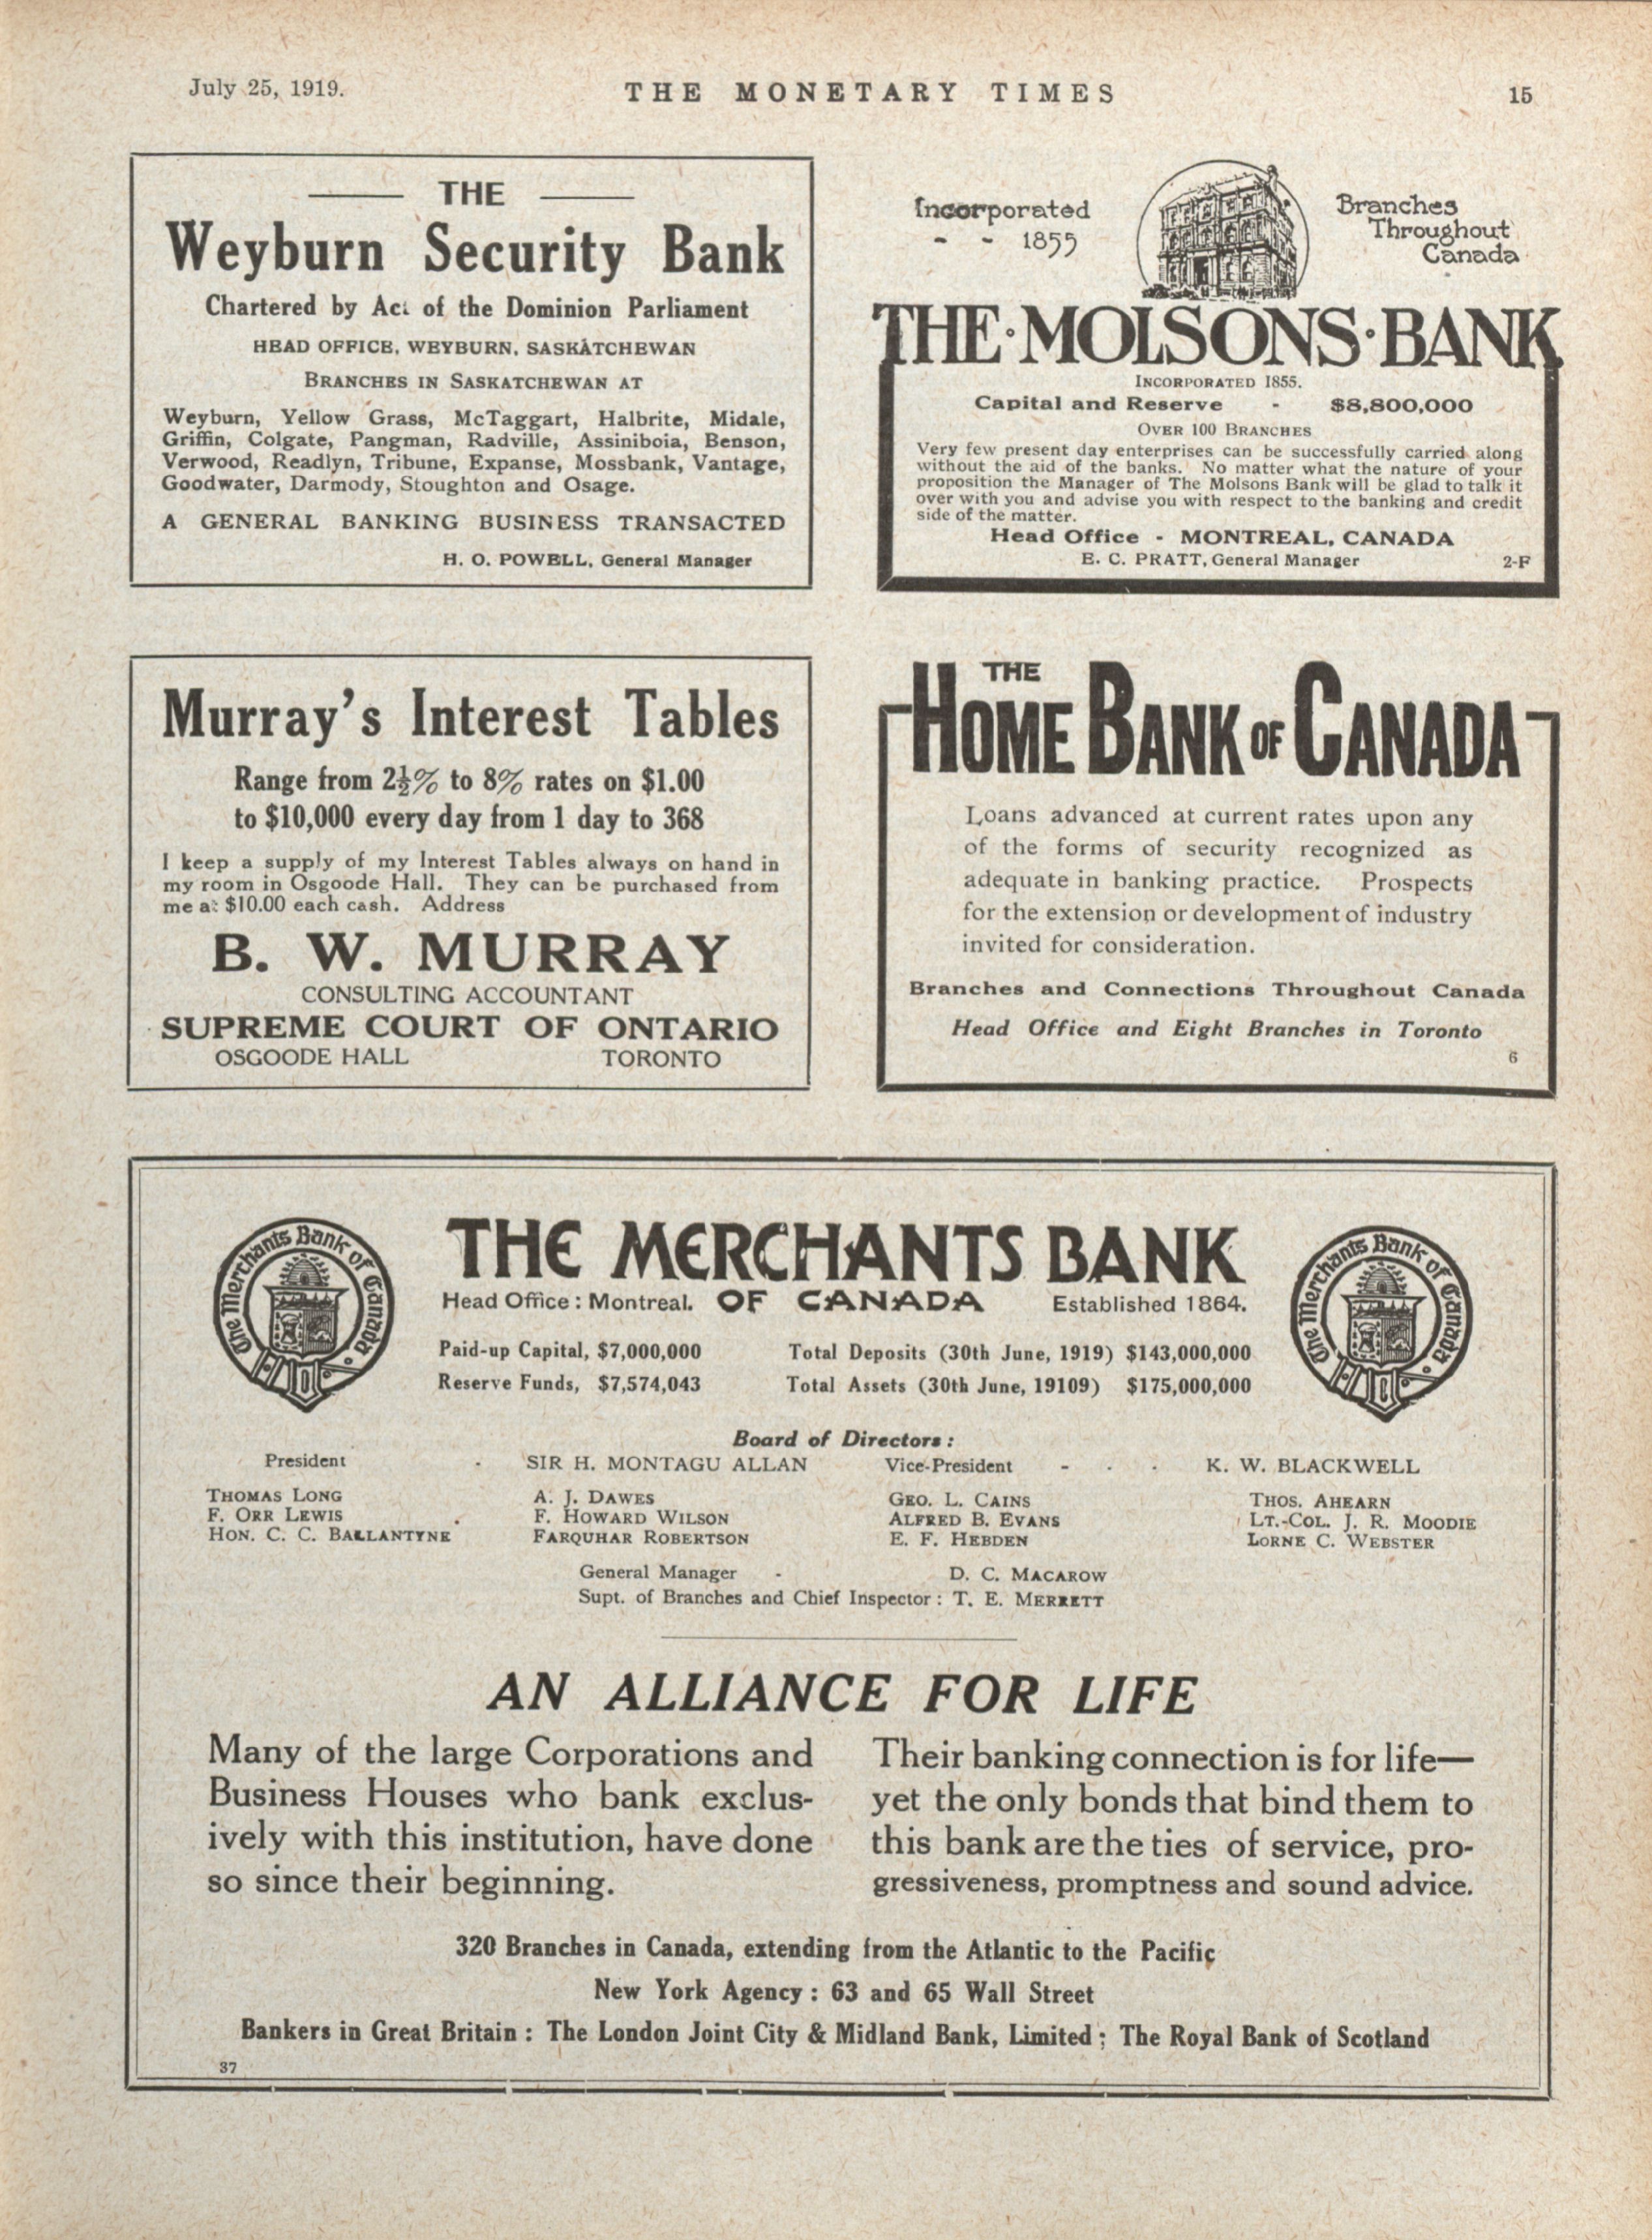 July 25, 1919.
THE MONETARY TIMES
15
THE
Weyburn Security Bank
Chartered by Act of the Dominion Parliament
HEAD OFFICE, WEYBURN, SASKATCHEWAN
BRANCHES IN SASKATCHEWAN AT
Weyburn, Yellow Grass, McTaggart, Halbrite, Midale,
Griffin, Colgate, Pangman, Radville, Assiniboia, Benson,
Verwood, Readlyn, Tribune, Expanse, Mossbank, Vantage,
Goodwater, Darmody, Stoughton and Osage.
A GENERAL BANKING BUSINESS TRANSACTED
H. O. POWELL, General Manager
Incorporated
- - 1855
Branches
Throughout
Canada
THE·MOLSONS·BANK
INCORPORATED 1855.
Capital and Reserve - $8,800,000
OVER 100 BRANCHES
Very few present day enterprises can be successfully carried along
without the aid of the banks. No matter what the nature of your
proposition the Manager of The Molsons Bank will be glad to talk it
over with you and advise you with respect to the banking and credit
side of the matter.
Head Office - MONTREAL, CANADA
E. C. PRATT, General Manager
2-F
Murray's Interest Tables
Range from 2½% to 8% rates on $1.00
to $10,000 every day from 1 day to 368
I keep a supply of my Interest Tables always on hand in
my room in Osgoode Hall. They can be purchased from
me at $10.00 each cash. Address
B. W. MURRAY
CONSULTING ACCOUNTANT
SUPREME COURT OF ONTARIO
OSGOODE HALL TORONTO
THE
HOME BANK OF CANADA
Loans advanced at current rates upon any
of the forms of security recognized as
adequate in banking practice. Prospects
for the extension or development of industry
invited for consideration.
Branches and Connections Throughout Canada
Head Office and Eight Branches in Toronto
6
The Merchants Bank of Canada
THE MERCHANTS BANK
Head Office: Montreal. OF CANADA Established 1864.
The Merchants Bank of Canada
Paid-up Capital, $7,000,000 Total Deposits (30th June, 1919) $143,000,000
Reserve Funds, $7,574,043 Total Assets (30th June, 19109) $175,000,000
Board of Directors:
President - SIR H. MONTAGU ALLAN Vice-President - - - K. W. BLACKWELL
THOMAS LONG A. J. DAWES GEO. L. CAINS THOS. AHEARN
F. ORR LEWIS F. HOWARD WILSON ALFRED B. EVANS LT.-COL. J. R. MOODIE
HON. C. C. BALLANTYNE FARQUHAR ROBERTSON E. F. HEBDEN LORNE C. WEBSTER
General Manager - D. C. MACAROW
Supt. of Branches and Chief Inspector: T. E. MERRETT
AN ALLIANCE FOR LIFE
Many of the large Corporations and
Business Houses who bank exclus-
ively with this institution, have done
so since their beginning.
Their banking connection is for life—
yet the only bonds that bind them to
this bank are the ties of service, pro-
gressiveness, promptness and sound advice.
320 Branches in Canada, extending from the Atlantic to the Pacific
New York Agency: 63 and 65 Wall Street
Bankers in Great Britain: The London Joint City & Midland Bank, Limited; The Royal Bank of Scotland
37